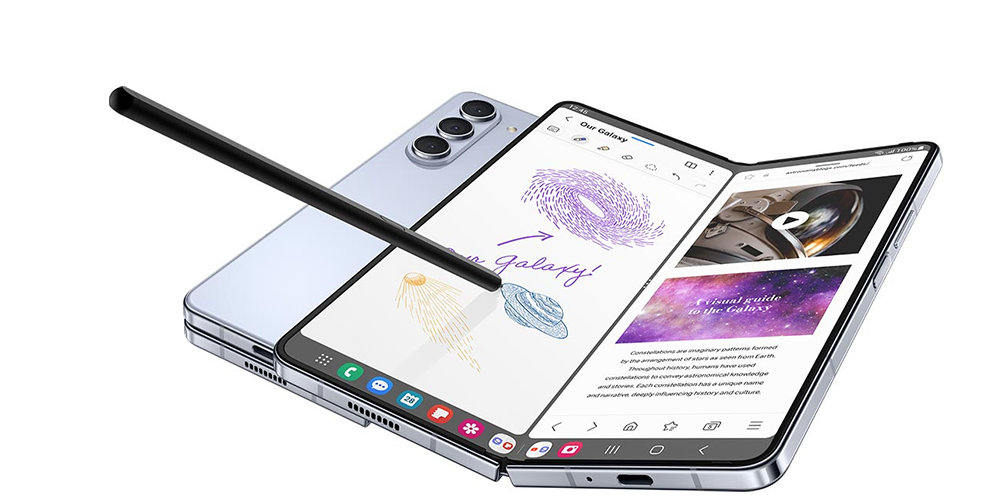 12:45
Our Galaxy
Our Galaxy!
28
100%
astronomyblogs.com/feeds/
A visual guide
to the Galaxy
Constellations are imaginary patterns formed
by the arrangement of stars as seen from Earth.
Throughout history, humans have used
constellations to convey astronomical knowledge
and stories. Each constellation has a unique name
and narrative, deeply influencing history and culture.